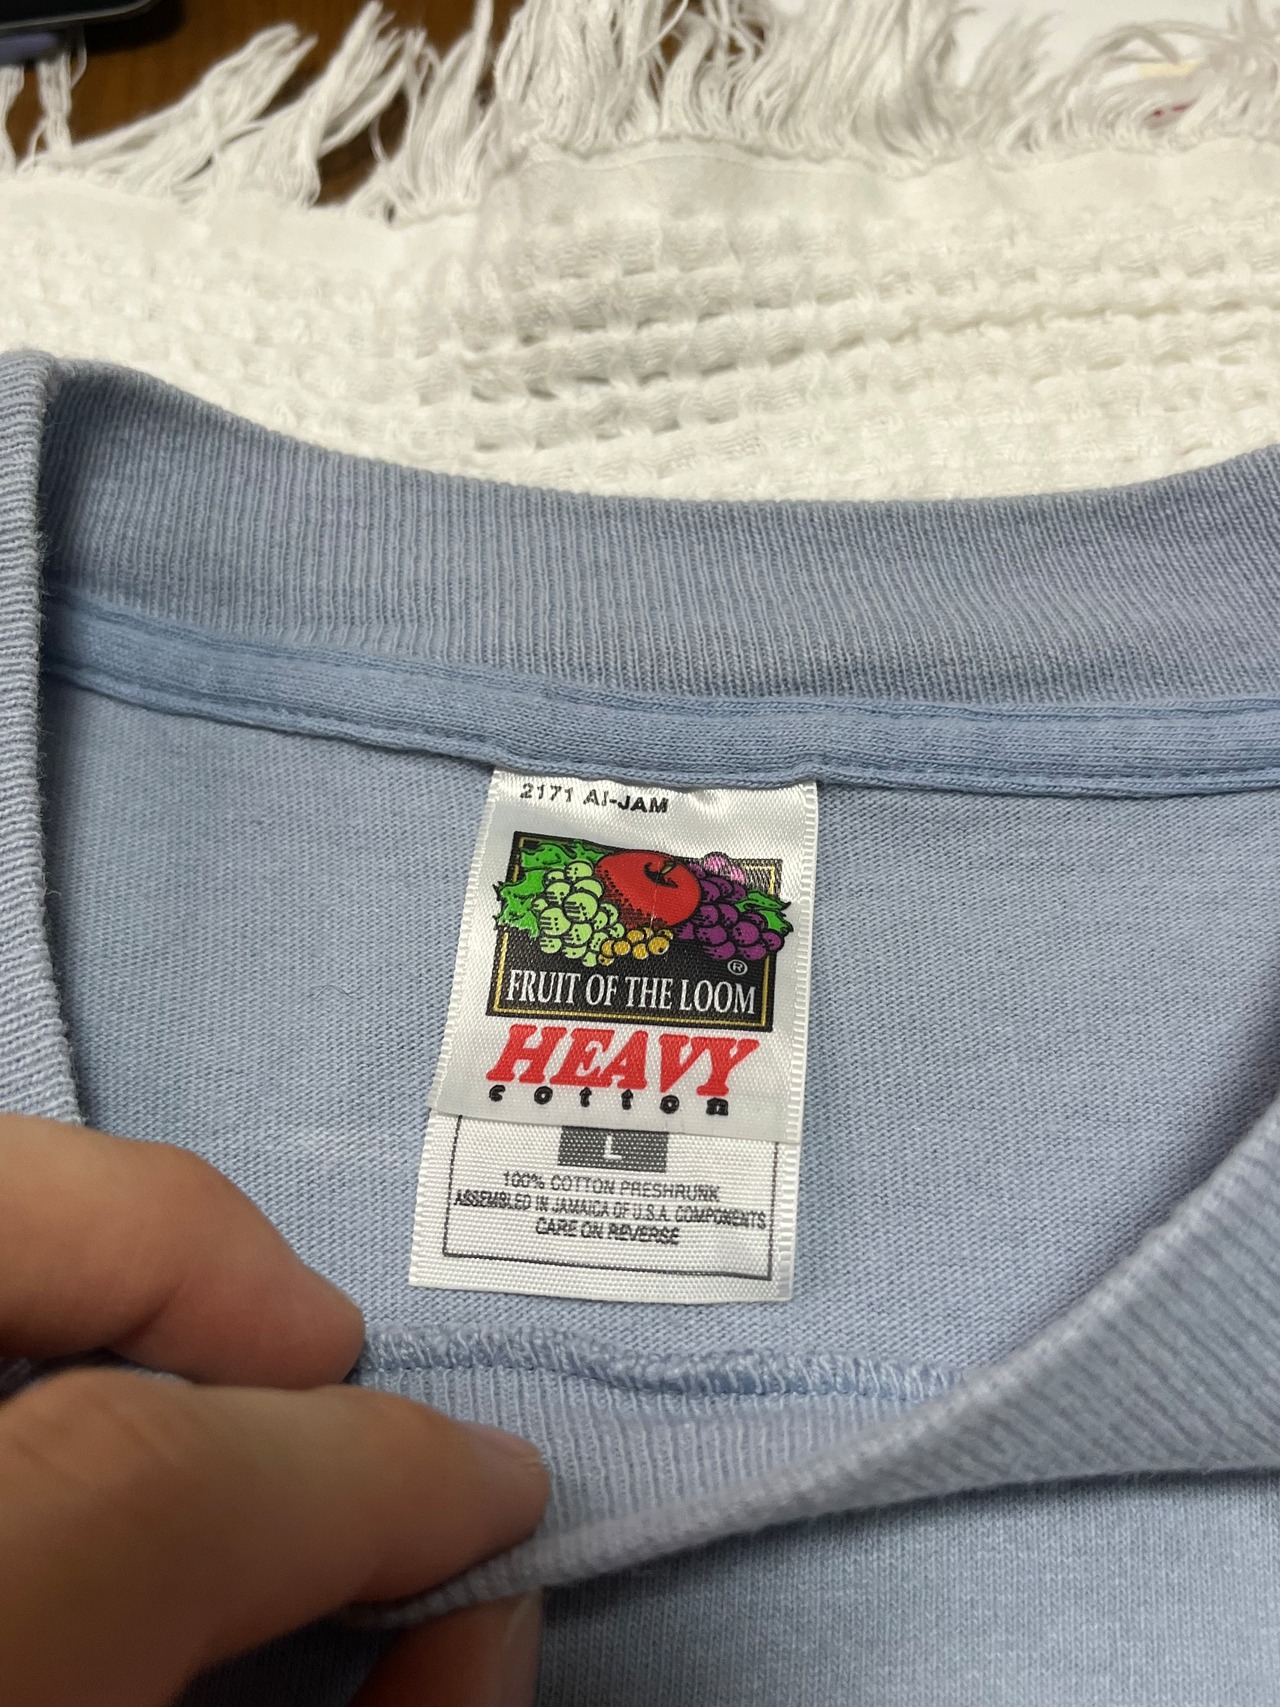 2171 AJ-JAM
FRUIT OF THE LOOM ®
HEAVY
cotton
L
100% COTTON PRESHRUNK
ASSEMBLED IN JAMAICA OF U.S.A. COMPONENTS
CARE ON REVERSE